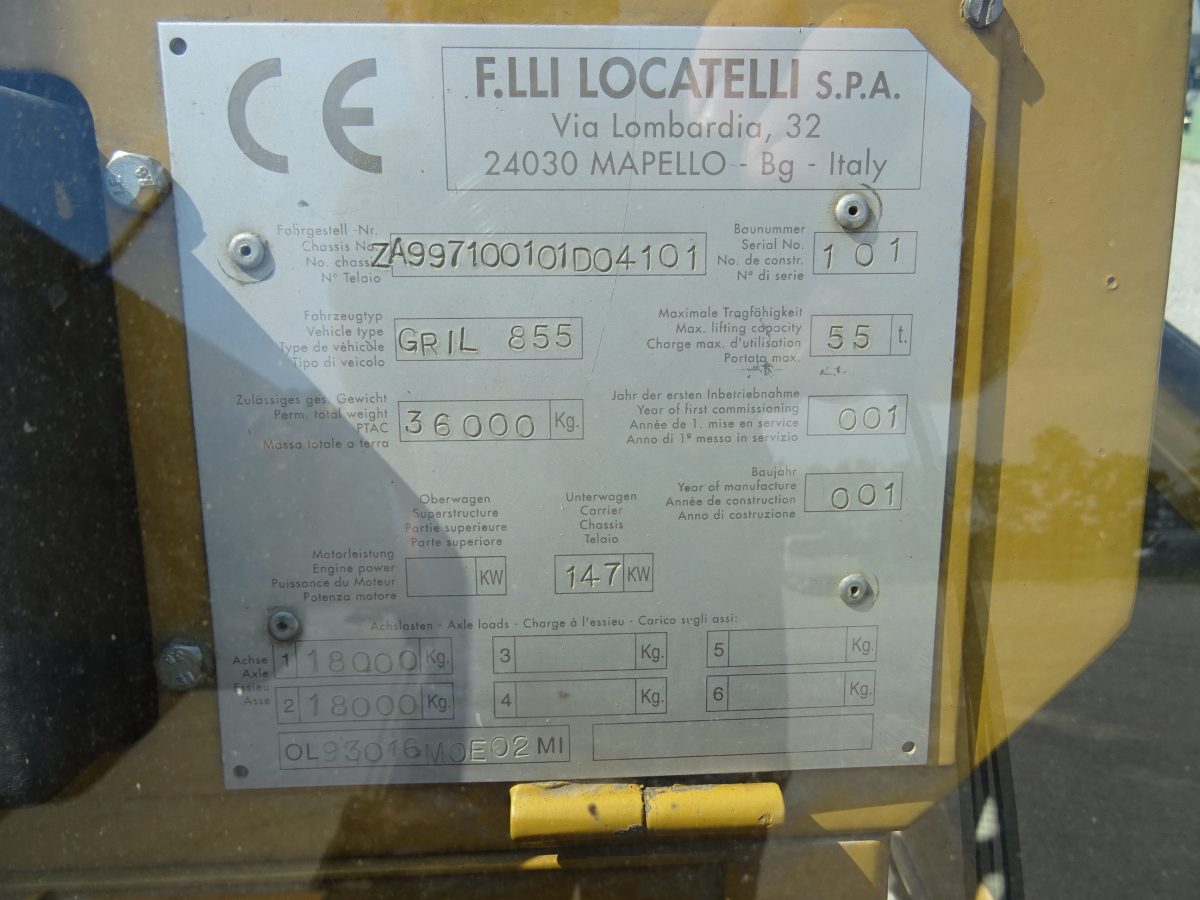 CE
F.LLI LOCATELLI S.P.A.
Via Lombardia, 32
24030 MAPELLO - Bg - Italy
Fahrgestell -Nr.
Chassis No.
No. chassis
N° Telaio
ZA997100101D04101
Baunummer
Serial No.
No. de constr.
N° di serie
101
Fahrzeugtyp
Vehicle type
Type de véhicule
Tipo di veicolo
GRIL 855
Maximale Tragfähigkeit
Max. lifting capacity
Charge max. d'utilisation
Portata max.
55 t.
Zulässiges ges. Gewicht
Perm. total weight
PTAC
Massa totale a terra
36000 Kg.
Jahr der ersten Inbetriebnahme
Year of first commissioning
Année de 1. mise en service
Anno di 1ª messa in servizio
001
Baujahr
Year of manufacture
Année de construction
Anno di costruzione
001
Oberwagen
Superstructure
Partie superieure
Parte superiore
Unterwagen
Carrier
Chassis
Telaio
Motorleistung
Engine power
Puissance du Moteur
Potenza motore
KW
147 KW
Achslasten - Axle loads - Charge à l'essieu - Carico sugli assi:
Achse
Axle
Essieu
Asse
1 18000 Kg.
3 Kg.
5 Kg.
2 18000 Kg.
4 Kg.
6 Kg.
OL93016MOE02MI